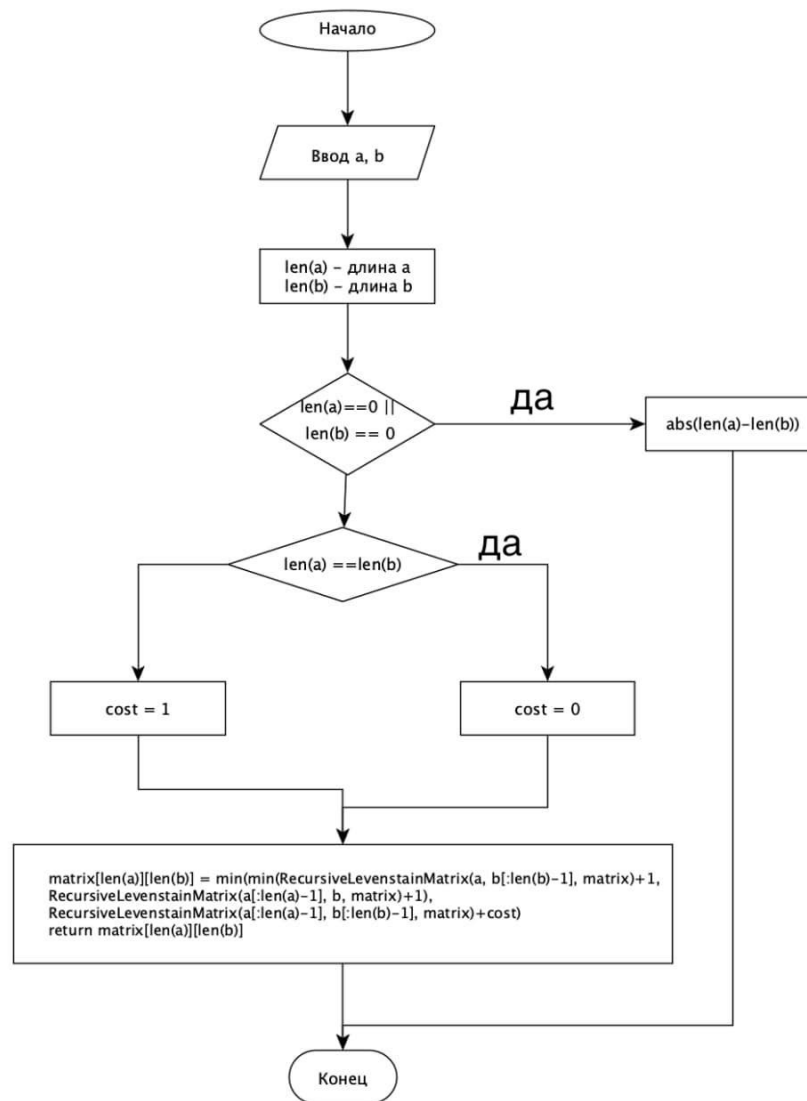 Начало
Ввод a, b
len(a) – длина a
len(b) – длина b
len(a)==0 ||
len(b) == 0
да
abs(len(a)–len(b))
len(a) ==len(b)
да
cost = 1
cost = 0
matrix[len(a)][len(b)] = min(min(RecursiveLevenstainMatrix(a, b[:len(b)–1], matrix)+1,
RecursiveLevenstainMatrix(a[:len(a)–1], b, matrix)+1),
RecursiveLevenstainMatrix(a[:len(a)–1], b[:len(b)–1], matrix)+cost)
return matrix[len(a)][len(b)]
Конец